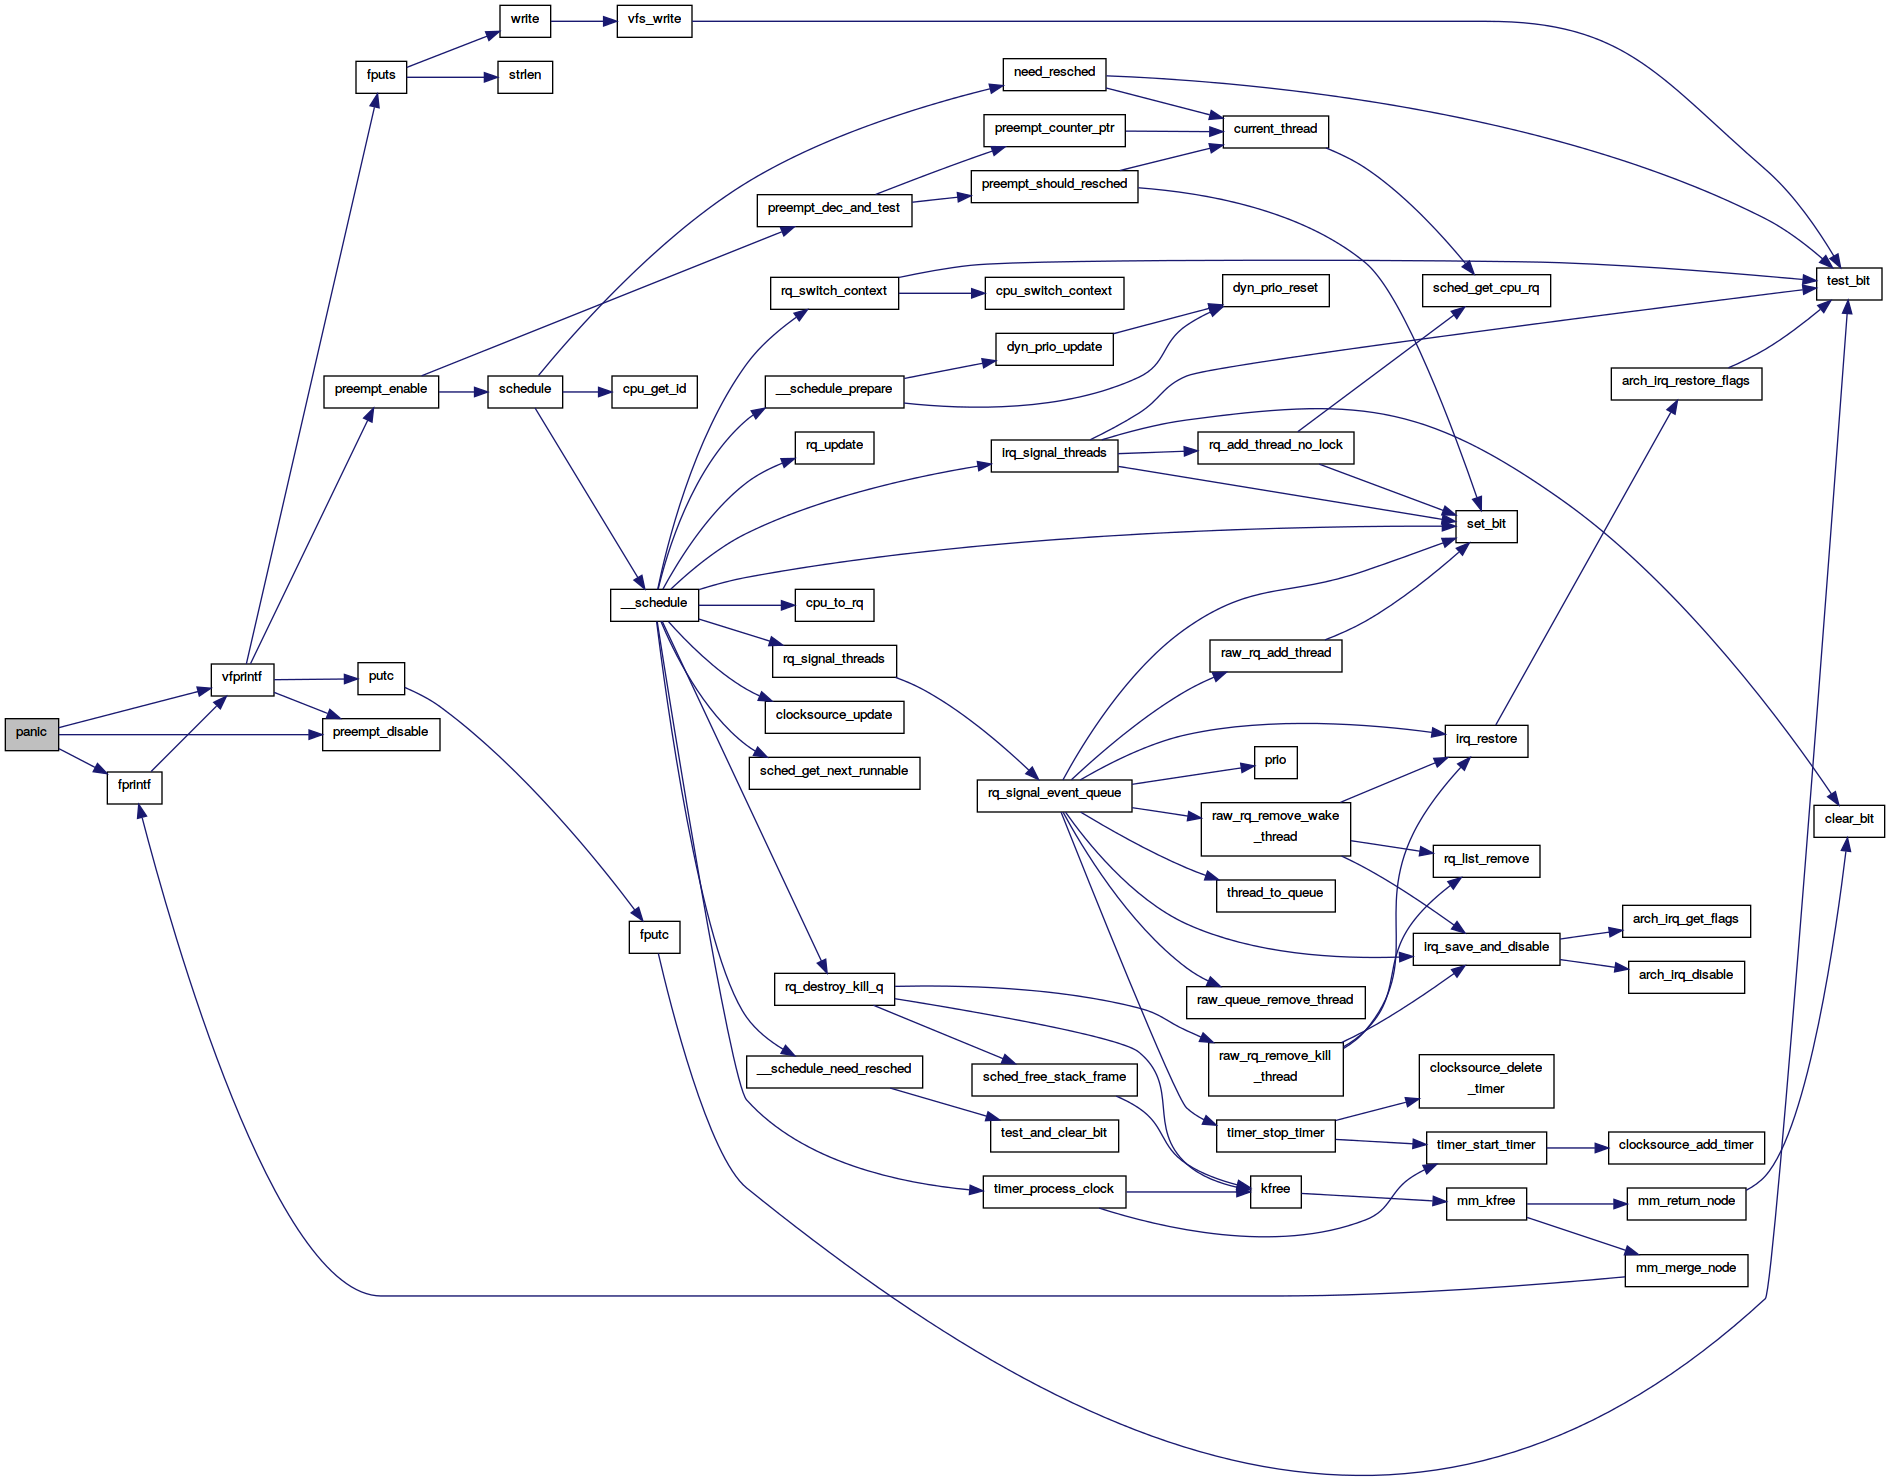 write
vfs_write
fputs
strlen
need_resched
preempt_counter_ptr
current_thread
preempt_should_resched
preempt_dec_and_test
rq_switch_context
cpu_switch_context
dyn_prio_reset
sched_get_cpu_rq
test_bit
dyn_prio_update
preempt_enable
schedule
cpu_get_id
__schedule_prepare
arch_irq_restore_flags
rq_update
irq_signal_threads
rq_add_thread_no_lock
set_bit
__schedule
cpu_to_rq
rq_signal_threads
raw_rq_add_thread
vfprintf
putc
panic
preempt_disable
clocksource_update
irq_restore
fprintf
sched_get_next_runnable
prio
rq_signal_event_queue
raw_rq_remove_wake
_thread
clear_bit
rq_list_remove
thread_to_queue
fputc
arch_irq_get_flags
irq_save_and_disable
arch_irq_disable
rq_destroy_kill_q
raw_queue_remove_thread
raw_rq_remove_kill
_thread
__schedule_need_resched
sched_free_stack_frame
clocksource_delete
_timer
test_and_clear_bit
timer_stop_timer
timer_start_timer
clocksource_add_timer
timer_process_clock
kfree
mm_kfree
mm_return_node
mm_merge_node